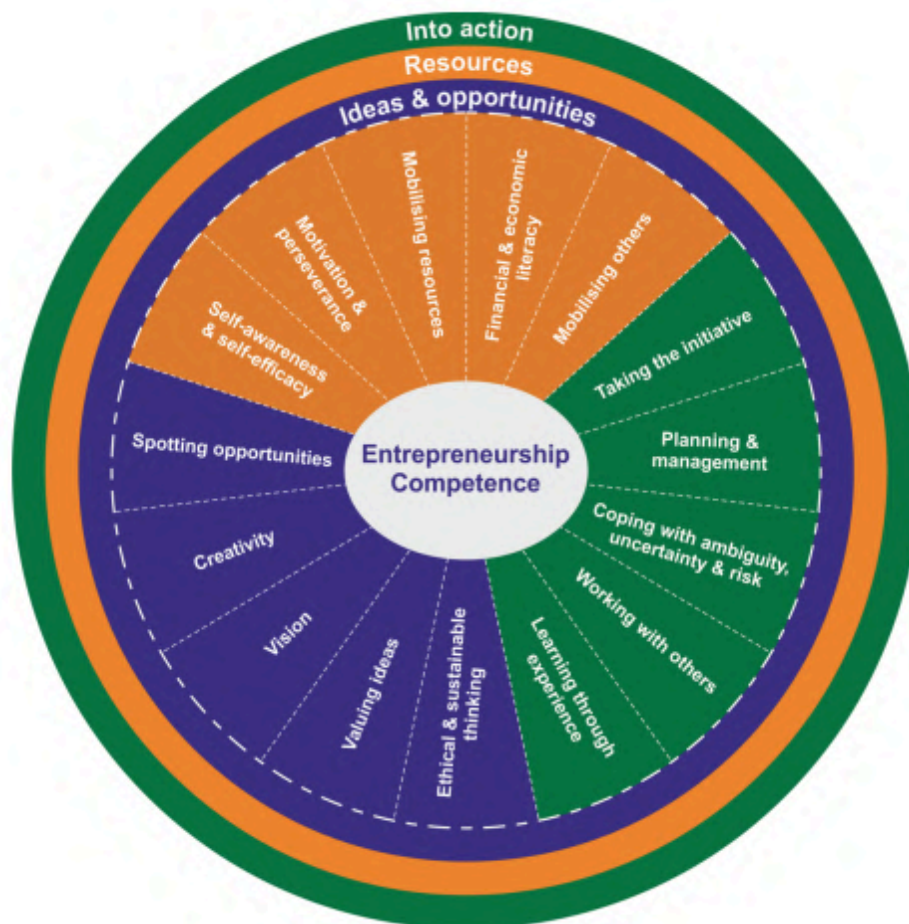 Into action
Resources
Ideas & opportunities
Self-awareness
& self-efficacy
Motivation &
perseverance
Mobilising resources
Financial & economic
literacy
Mobilising others
Taking the initiative
Planning &
management
Coping with ambiguity,
uncertainty & risk
Working with others
Learning through
experience
Ethical & sustainable
thinking
Valuing ideas
Vision
Creativity
Spotting opportunities
Entrepreneurship
Competence